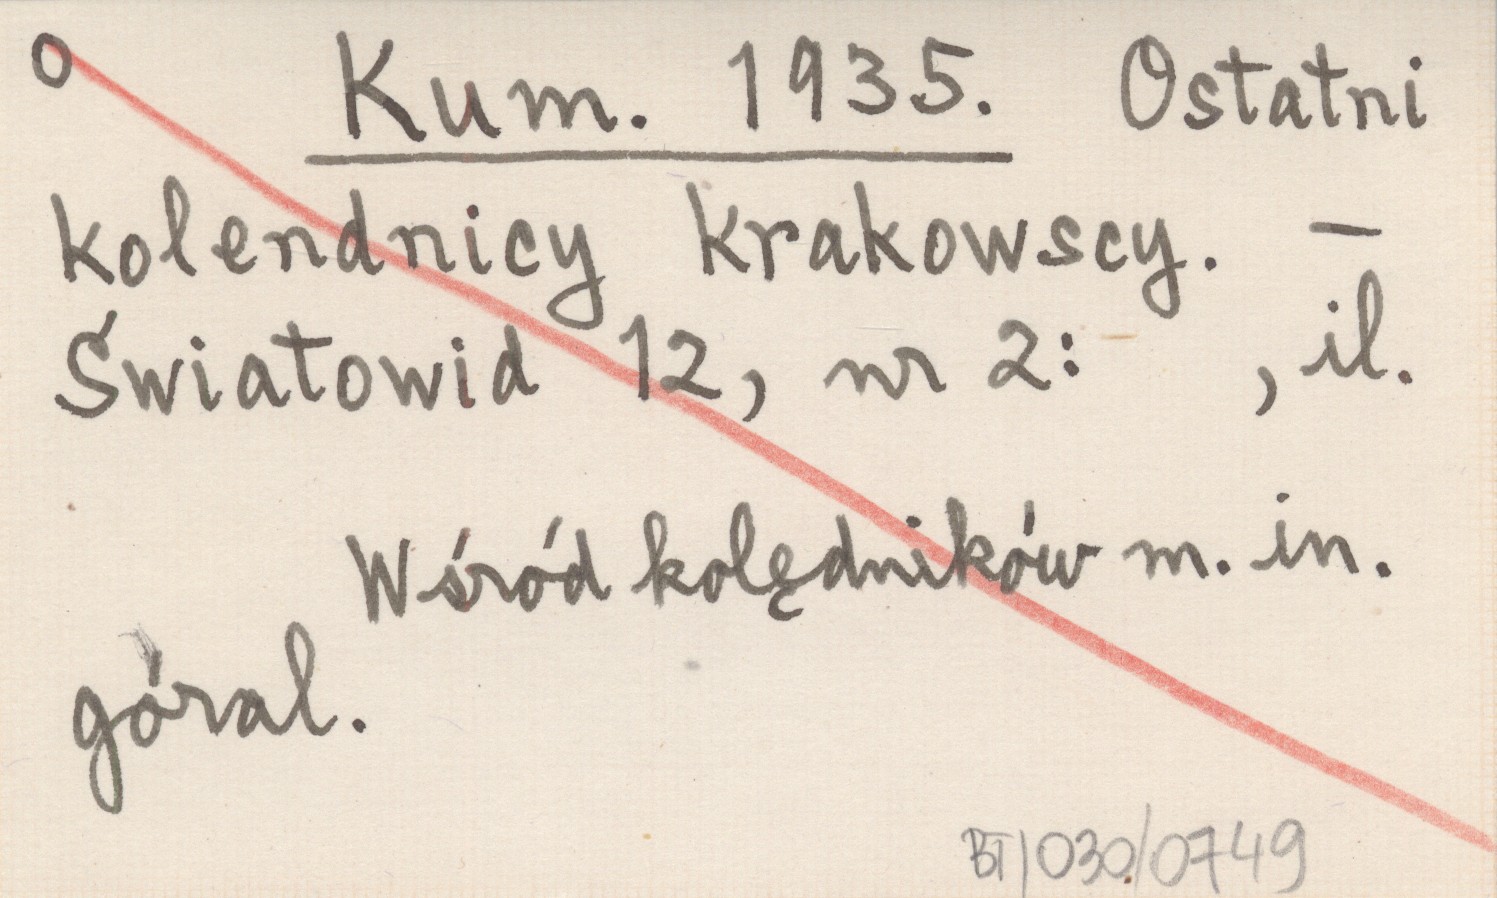 o Kum. 1935. Ostatni
kolendnicy krakowscy. —
Światowid 12, nr 2: , il.
Wśród kolędników m. in.
góral.
BT/030/0749